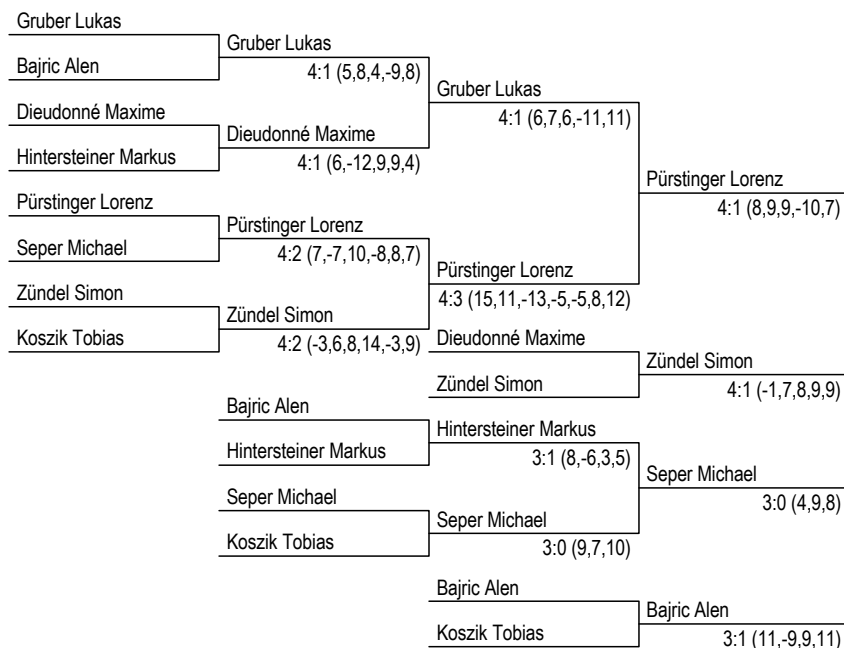 Gruber Lukas
Gruber Lukas
Bajric Alen
4:1 (5,8,4,-9,8)
Gruber Lukas
Dieudonné Maxime
4:1 (6,7,6,-11,11)
Dieudonné Maxime
Hintersteiner Markus
4:1 (6,-12,9,9,4)
Pürstinger Lorenz
Pürstinger Lorenz
4:1 (8,9,9,-10,7)
Pürstinger Lorenz
Seper Michael
4:2 (7,-7,10,-8,8,7)
Pürstinger Lorenz
Zündel Simon
4:3 (15,11,-13,-5,-5,8,12)
Zündel Simon
Koszik Tobias
4:2 (-3,6,8,14,-3,9)
Dieudonné Maxime
Zündel Simon
Zündel Simon
4:1 (-1,7,8,9,9)
Bajric Alen
Hintersteiner Markus
Hintersteiner Markus
3:1 (8,-6,3,5)
Seper Michael
Seper Michael
3:0 (4,9,8)
Seper Michael
Koszik Tobias
3:0 (9,7,10)
Bajric Alen
Bajric Alen
Koszik Tobias
3:1 (11,-9,9,11)